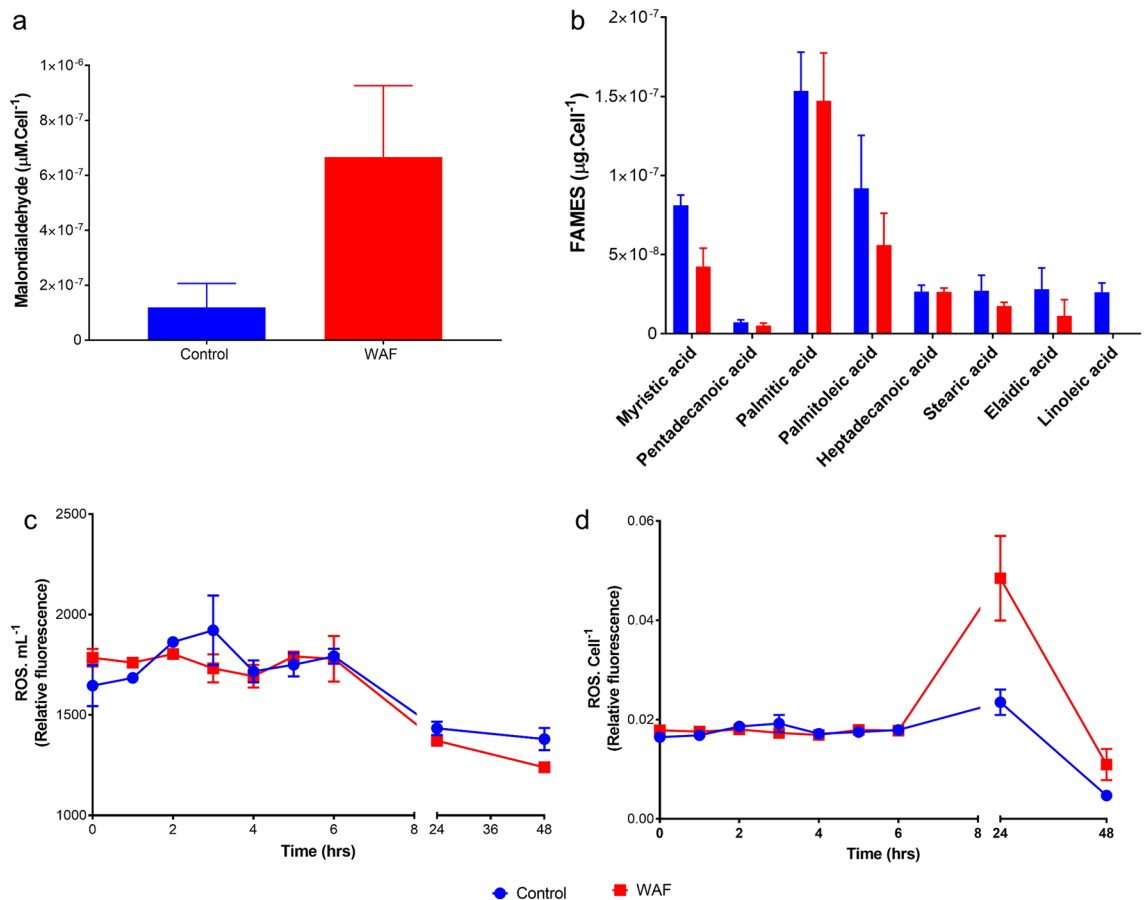 a
Malondialdehyde (μM.Cell⁻¹)
1×10⁻⁶
8×10⁻⁷
6×10⁻⁷
4×10⁻⁷
2×10⁻⁷
0
Control
WAF
b
FAMES (μg.Cell⁻¹)
2×10⁻⁷
1.5×10⁻⁷
1×10⁻⁷
5×10⁻⁸
0
Myristic acid
Pentadecanoic acid
Palmitic acid
Palmitoleic acid
Heptadecanoic acid
Stearic acid
Elaidic acid
Linoleic acid
c
ROS. mL⁻¹
(Relative fluorescence)
2500
2000
1500
1000
0 2 4 6 8 24 36 48
Time (hrs)
d
ROS. Cell⁻¹
(Relative fluorescence)
0.06
0.04
0.02
0.00
0 2 4 6 8 24 48
Time (hrs)
Control WAF